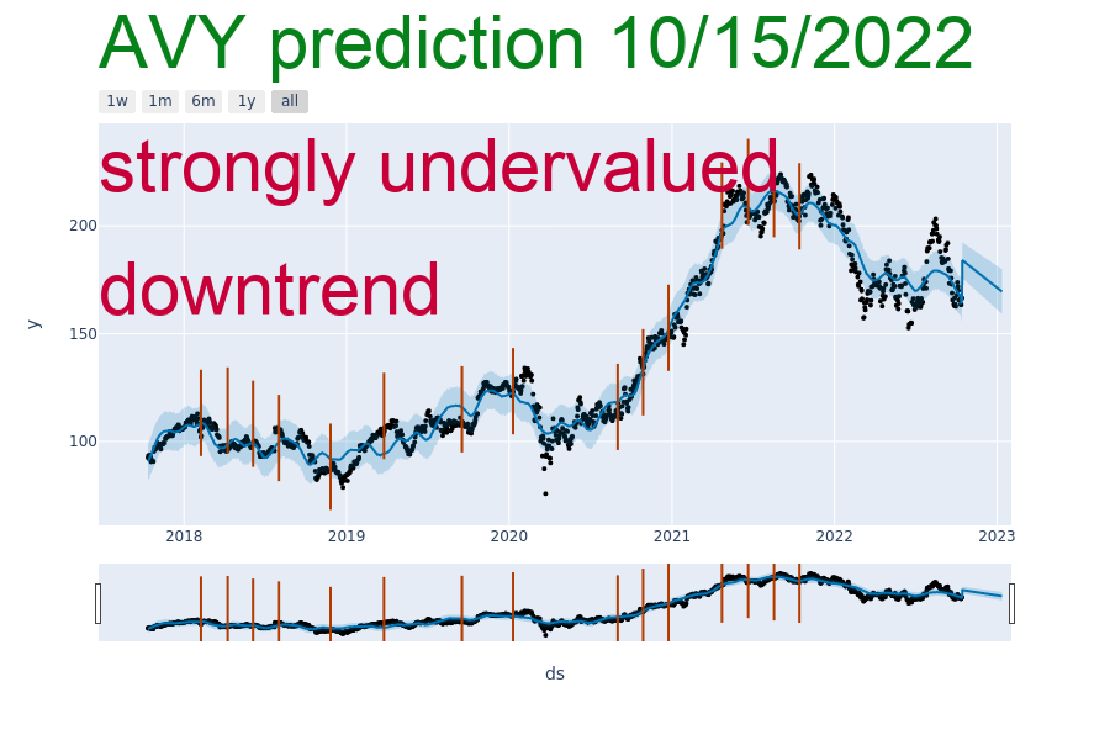 AVY prediction 10/15/2022
1w 1m 6m 1y all
strongly undervalued
200
downtrend
y
150
100
2018 2019 2020 2021 2022 2023
ds